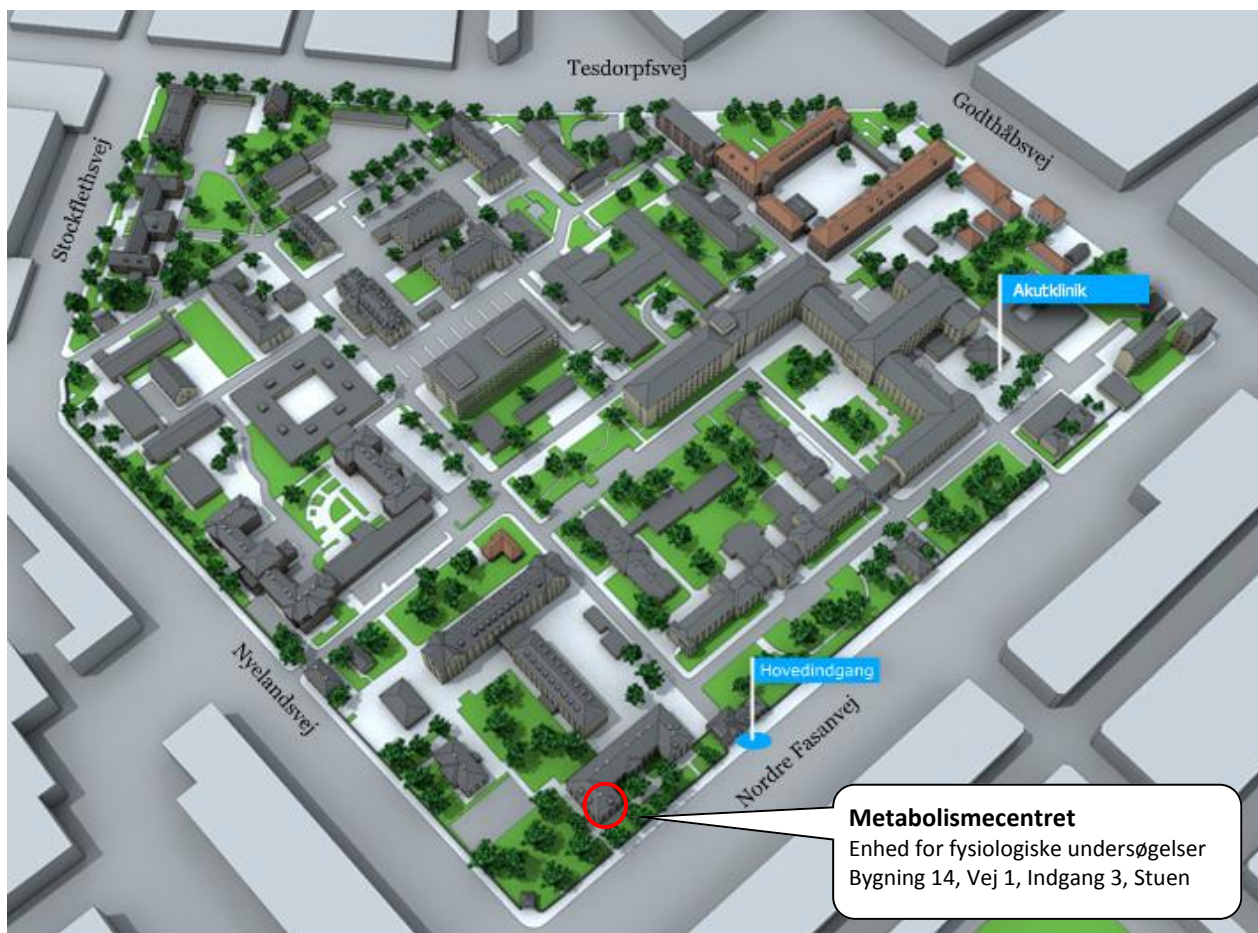 Tesdorpfsvej
Godthåbsvej
Stockflethsvej
Akutklinik
Nyelandsvej
Hovedindgang
Nordre Fasanvej
Metabolismecentret
Enhed for fysiologiske undersøgelser
Bygning 14, Vej 1, Indgang 3, Stuen